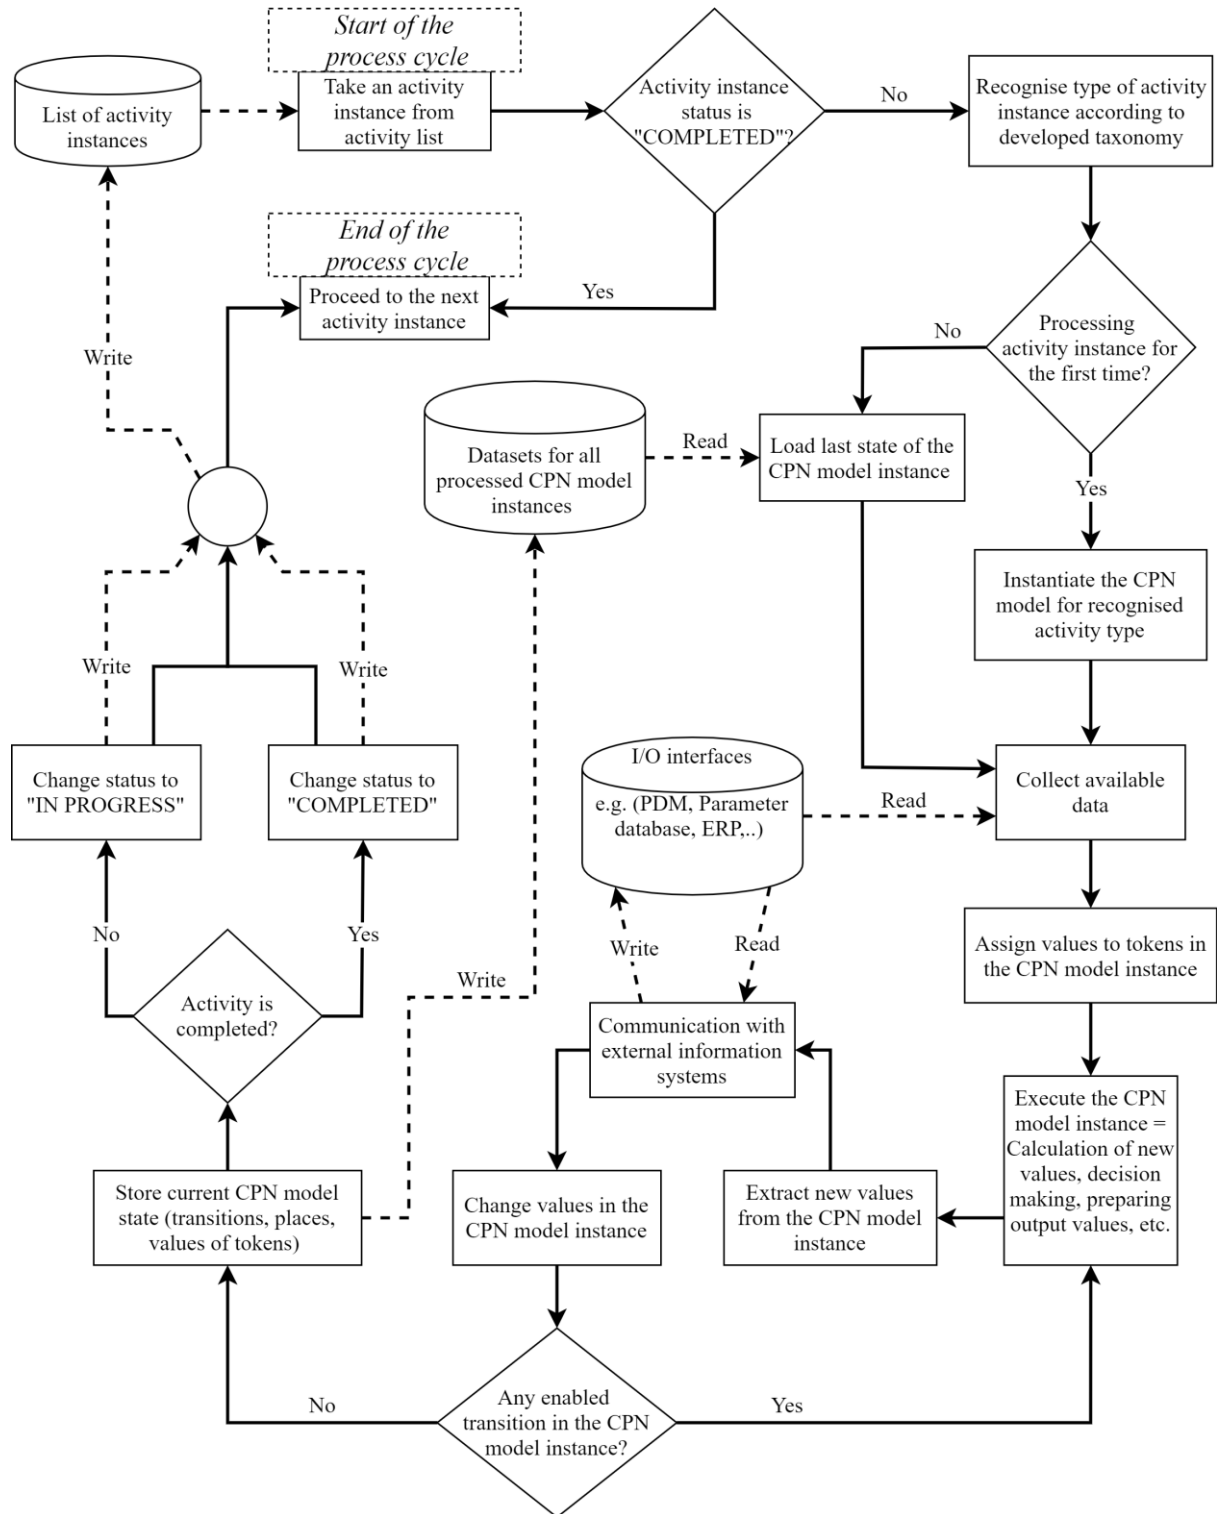 Start of the
process cycle
List of activity
instances
Take an activity
instance from
activity list
Activity instance
status is
"COMPLETED"?
No
Recognise type of activity
instance according to
developed taxonomy
End of the
process cycle
Proceed to the next
activity instance
Yes
Write
No
Processing
activity instance for
the first time?
Datasets for all
processed CPN model
instances
Read
Load last state of the
CPN model instance
Yes
Instantiate the CPN
model for recognised
activity type
Write
Write
Change status to
"IN PROGRESS"
Change status to
"COMPLETED"
I/O interfaces
e.g. (PDM, Parameter
database, ERP,..)
Read
Collect available
data
No
Yes
Write
Read
Assign values to tokens in
the CPN model instance
Write
Activity is
completed?
Communication with
external information
systems
Execute the CPN
model instance =
Calculation of new
values, decision
making, preparing
output values, etc.
Store current CPN model
state (transitions, places,
values of tokens)
Change values in the
CPN model instance
Extract new values
from the CPN model
instance
No
Any enabled
transition in the CPN
model instance?
Yes